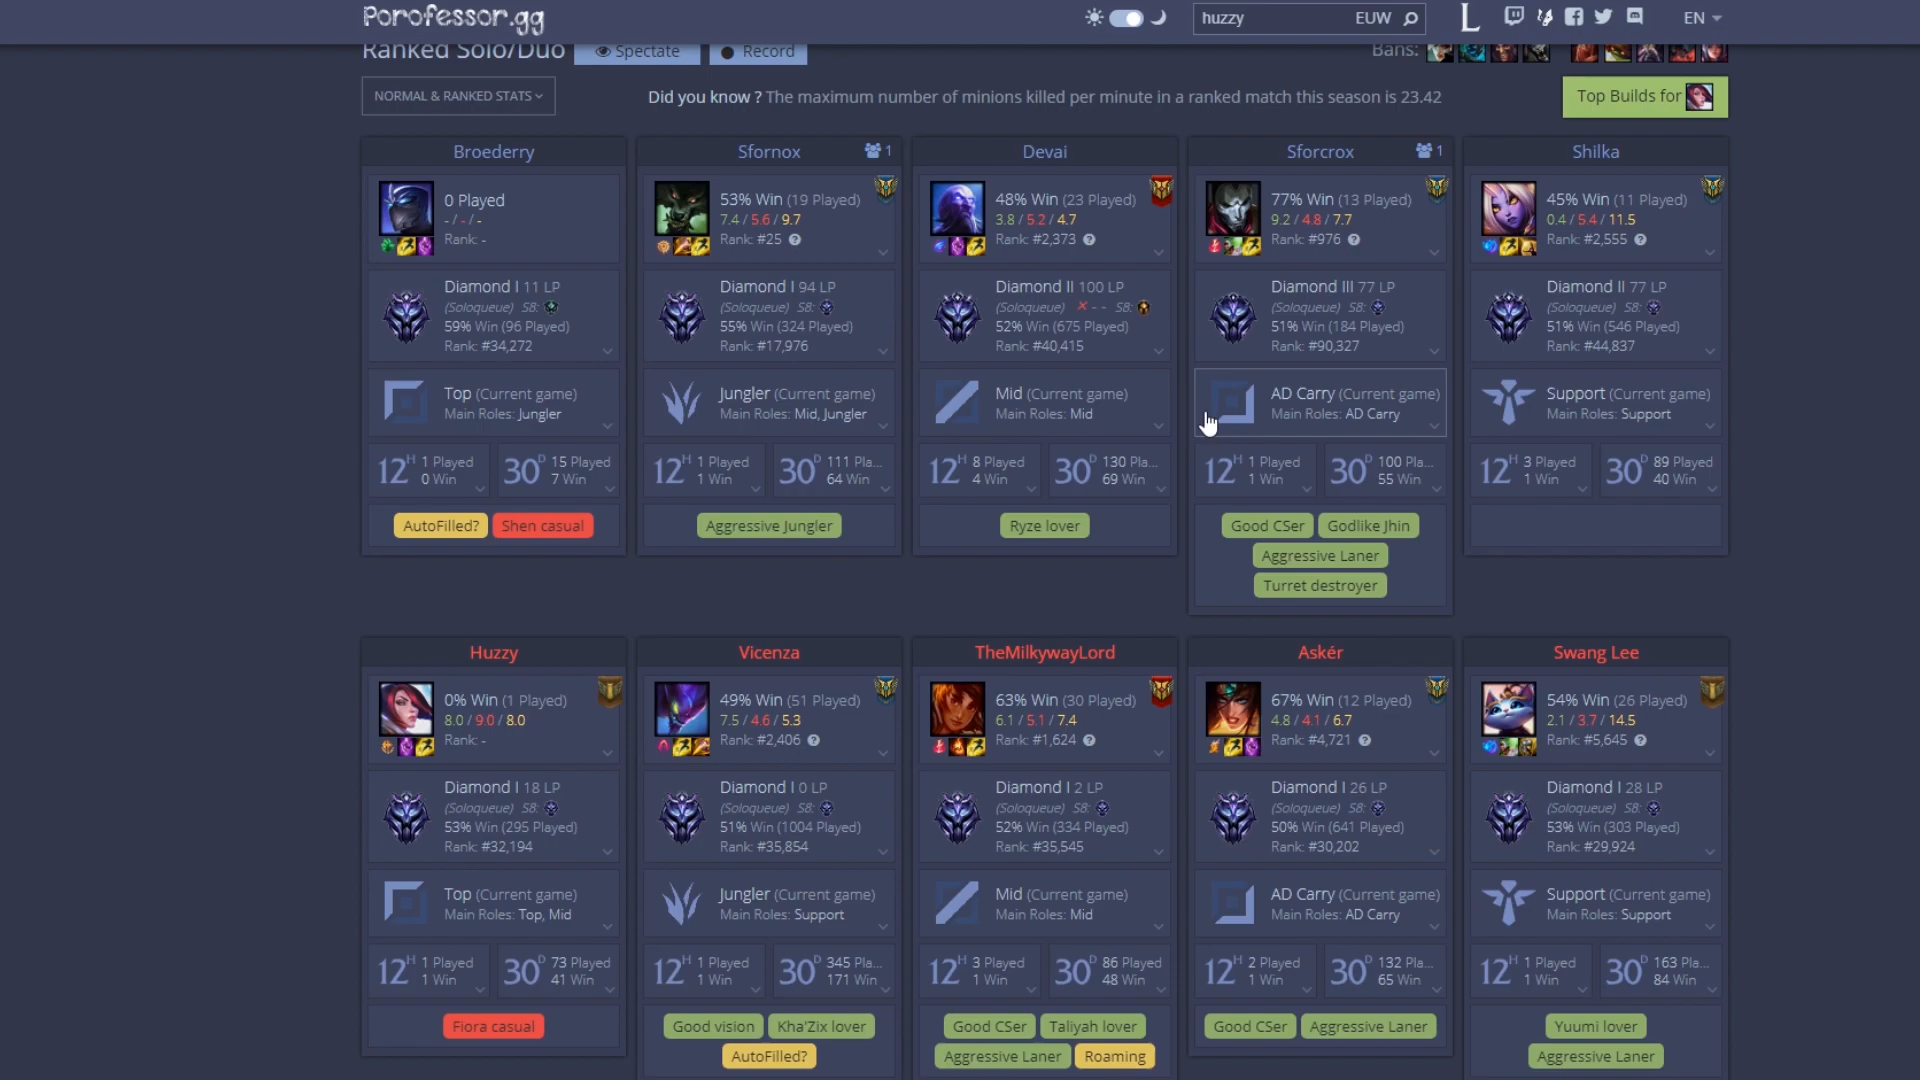 Porofessor.gg
huzzy EUW
EN
Ranked Solo/Duo Spectate Record Bans:
NORMAL & RANKED STATS
Did you know ? The maximum number of minions killed per minute in a ranked match this season is 23.42
Top Builds for
Broederry
0 Played
- / - / -
Rank: -
Diamond I 11 LP
(Soloqueue) S8:
59% Win (96 Played)
Rank: #34,272
Top (Current game)
Main Roles: Jungler
12H 1 Played
0 Win
30D 15 Played
7 Win
AutoFilled? Shen casual
Sfornox 1
53% Win (19 Played)
7.4 / 5.6 / 9.7
Rank: #25
Diamond I 94 LP
(Soloqueue) S8:
55% Win (324 Played)
Rank: #17,976
Jungler (Current game)
Main Roles: Mid, Jungler
12H 1 Played
1 Win
30D 111 Pla...
64 Win
Aggressive Jungler
Devai
48% Win (23 Played)
3.8 / 5.2 / 4.7
Rank: #2,373
Diamond II 100 LP
(Soloqueue) ✕ - - S8:
52% Win (675 Played)
Rank: #40,415
Mid (Current game)
Main Roles: Mid
12H 8 Played
4 Win
30D 130 Pla...
69 Win
Ryze lover
Sforcrox 1
77% Win (13 Played)
9.2 / 4.8 / 7.7
Rank: #976
Diamond III 77 LP
(Soloqueue) S8:
51% Win (184 Played)
Rank: #90,327
AD Carry (Current game)
Main Roles: AD Carry
12H 1 Played
1 Win
30D 100 Pla...
55 Win
Good CSer Godlike Jhin
Aggressive Laner
Turret destroyer
Shilka
45% Win (11 Played)
0.4 / 5.4 / 11.5
Rank: #2,555
Diamond II 77 LP
(Soloqueue) S8:
51% Win (546 Played)
Rank: #44,837
Support (Current game)
Main Roles: Support
12H 3 Played
1 Win
30D 89 Played
40 Win
Huzzy
0% Win (1 Played)
8.0 / 9.0 / 8.0
Rank: -
Diamond I 18 LP
(Soloqueue) S8:
53% Win (295 Played)
Rank: #32,194
Top (Current game)
Main Roles: Top, Mid
12H 1 Played
1 Win
30D 73 Played
41 Win
Fiora casual
Vicenza
49% Win (51 Played)
7.5 / 4.6 / 5.3
Rank: #2,406
Diamond I 0 LP
(Soloqueue) S8:
51% Win (1004 Played)
Rank: #35,854
Jungler (Current game)
Main Roles: Support
12H 1 Played
1 Win
30D 345 Pla...
171 Win
Good vision Kha'Zix lover
AutoFilled?
TheMilkywayLord
63% Win (30 Played)
6.1 / 5.1 / 7.4
Rank: #1,624
Diamond I 2 LP
(Soloqueue) S8:
52% Win (334 Played)
Rank: #35,545
Mid (Current game)
Main Roles: Mid
12H 3 Played
1 Win
30D 86 Played
48 Win
Good CSer Taliyah lover
Aggressive Laner Roaming
Askér
67% Win (12 Played)
4.8 / 4.1 / 6.7
Rank: #4,721
Diamond I 26 LP
(Soloqueue) S8:
50% Win (641 Played)
Rank: #30,202
AD Carry (Current game)
Main Roles: AD Carry
12H 2 Played
1 Win
30D 132 Pla...
65 Win
Good CSer Aggressive Laner
Swang Lee
54% Win (26 Played)
2.1 / 3.7 / 14.5
Rank: #5,645
Diamond I 28 LP
(Soloqueue) S8:
53% Win (303 Played)
Rank: #29,924
Support (Current game)
Main Roles: Support
12H 1 Played
1 Win
30D 163 Pla...
84 Win
Yuumi lover
Aggressive Laner